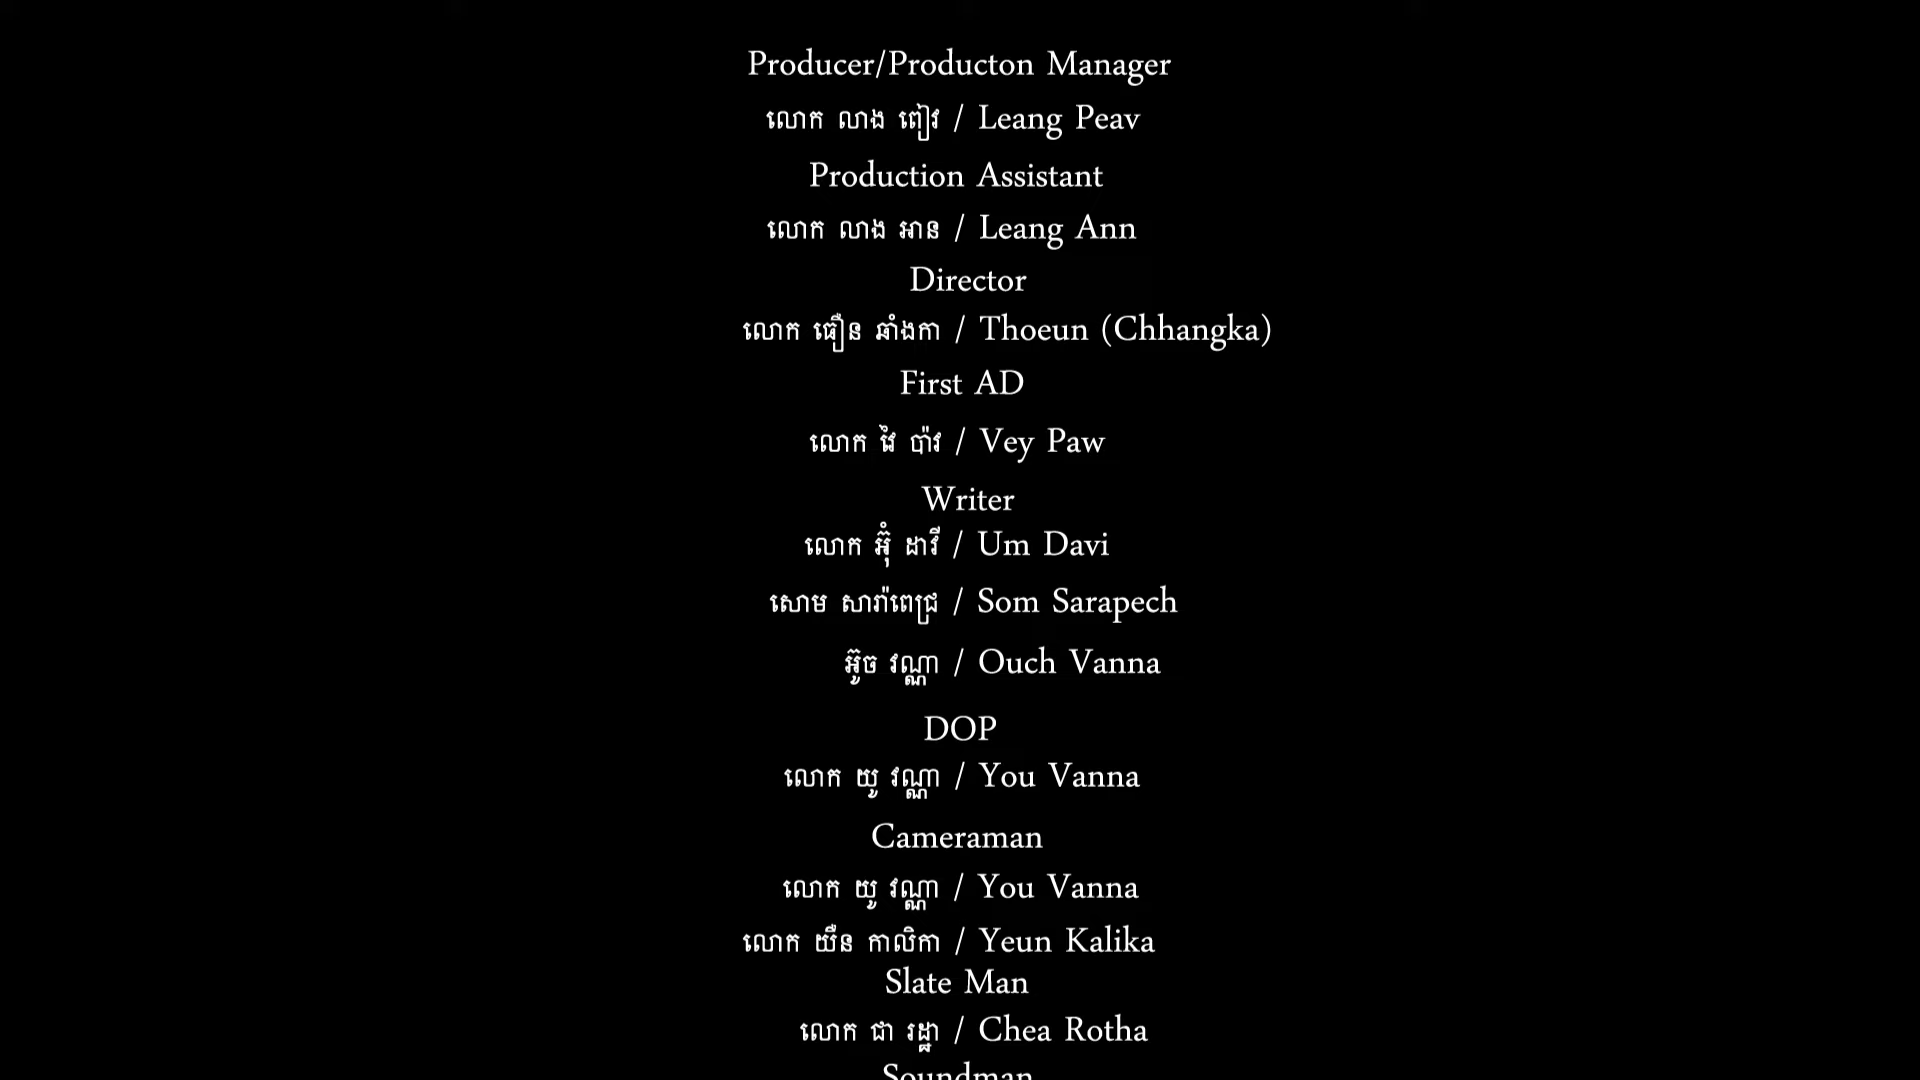 Producer/Producton Manager
លោក លាង ពៀវ / Leang Peav
Production Assistant
លោក លាង អាន / Leang Ann
Director
លោក ធឿន ឆាំងកា / Thoeun (Chhangka)
First AD
លោក វៃ ប៉ាវ / Vey Paw
Writer
លោក អ៊ុំ ដាវី / Um Davi
សោម សារ៉ាពេជ្រ / Som Sarapech
អ៊ូច វណ្ណា / Ouch Vanna
DOP
លោក យូ វណ្ណា / You Vanna
Cameraman
លោក យូ វណ្ណា / You Vanna
លោក យឺន កាលិកា / Yeun Kalika
Slate Man
លោក ជា រដ្ឋា / Chea Rotha
Soundman